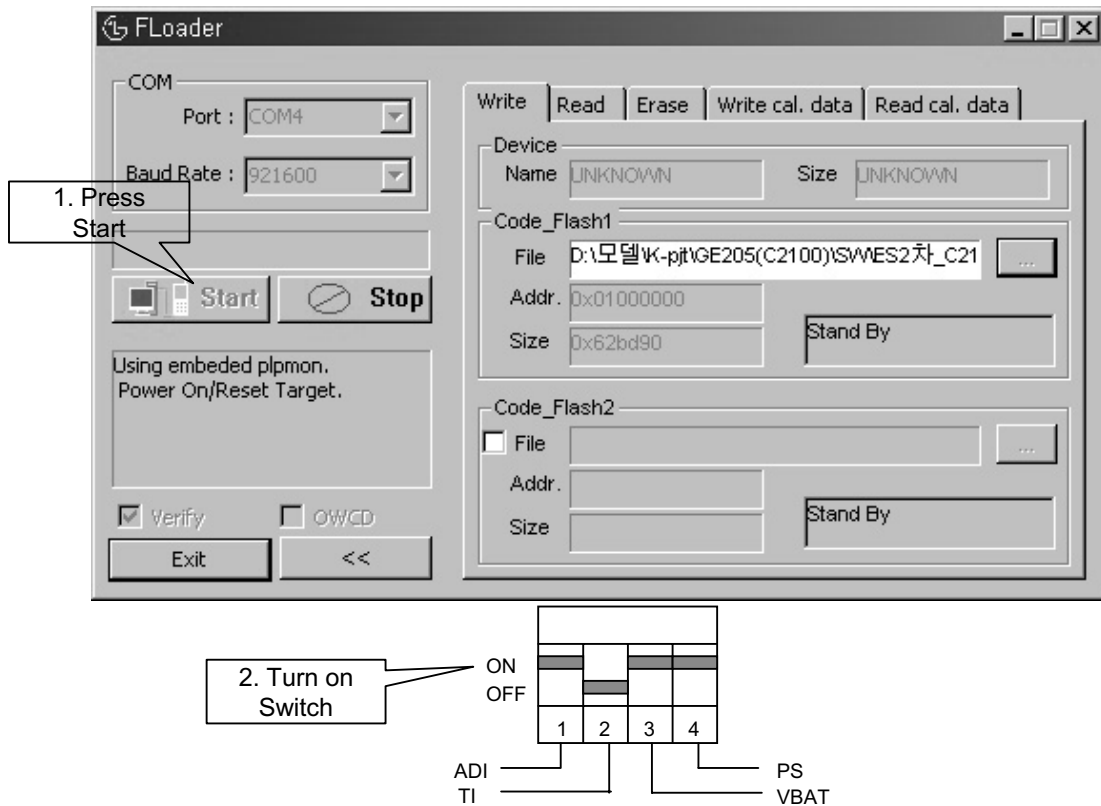 FLoader
COM
Port : COM4
Baud Rate : 921600
1. Press
Start
Start
Stop
Using embeded plpmon.
Power On/Reset Target.
Verify
OWCD
Exit
<<
Write
Read
Erase
Write cal. data
Read cal. data
Device
Name UNKNOWN
Size UNKNOWN
Code_Flash1
File D:\모델\K-pjt\GE205(C2100)\SW\ES2차_C21
...
Addr. 0x01000000
Size 0x62bd90
Stand By
Code_Flash2
File
...
Addr.
Size
Stand By
2. Turn on
Switch
ON
OFF
1 2 3 4
ADI
PS
TI
VBAT